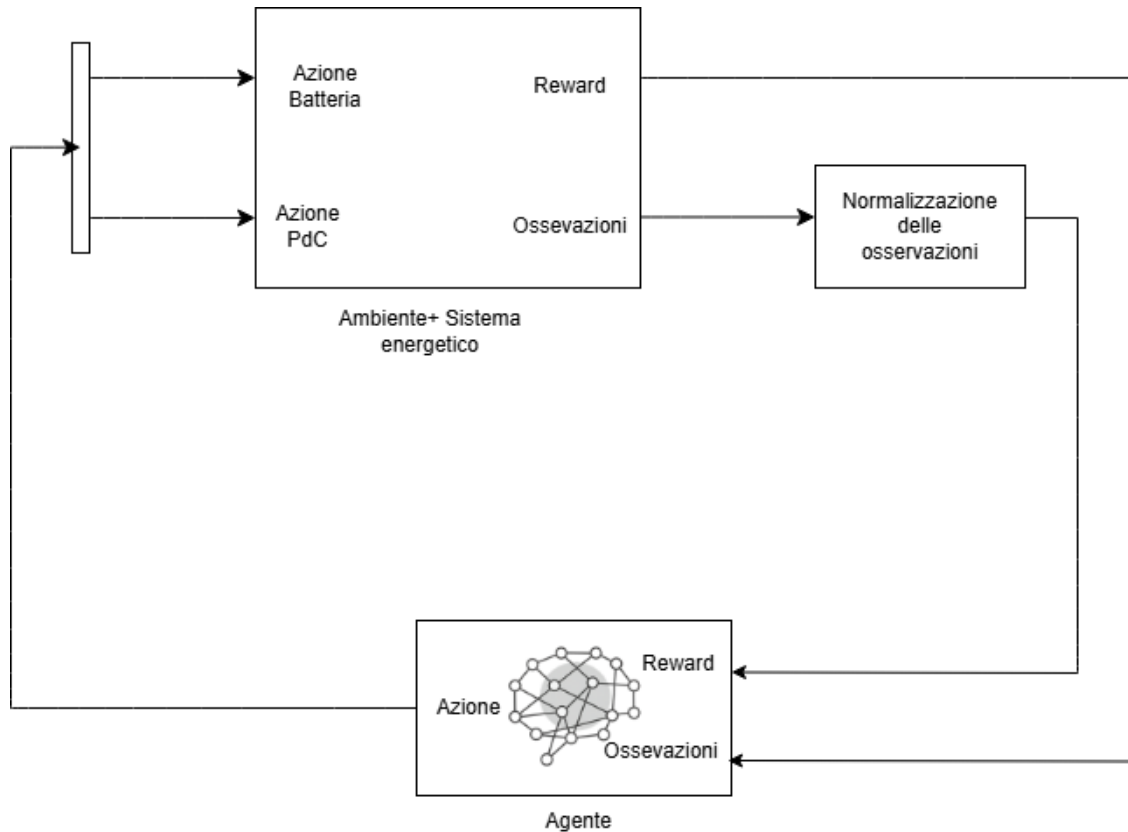 Azione
Batteria
Reward
Azione
PdC
Ossevazioni
Normalizzazione
delle
osservazioni
Ambiente+ Sistema
energetico
Reward
Azione
Ossevazioni
Agente